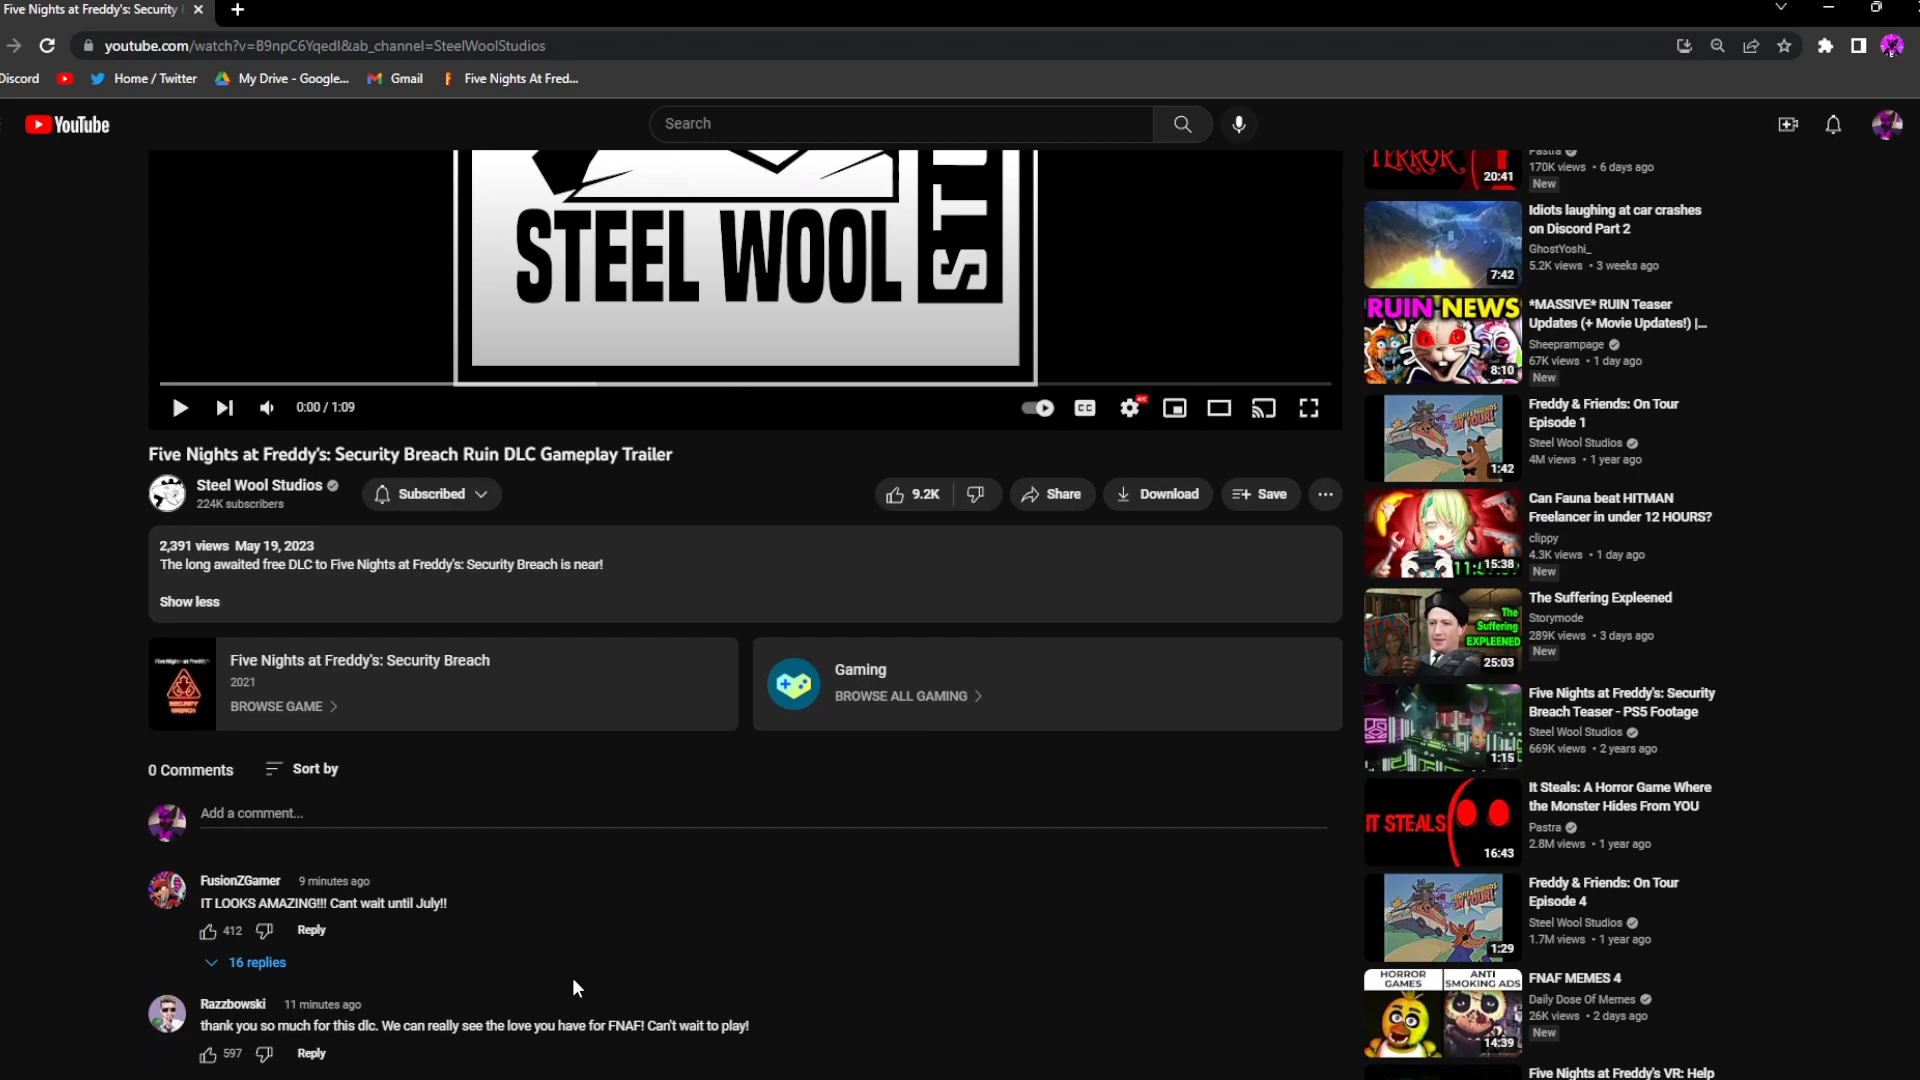 Five Nights at Freddy's: Security
youtube.com/watch?v=B9npC6YqedI&ab_channel=SteelWoolStudios
Discord
Home / Twitter
My Drive - Google...
Gmail
Five Nights At Fred...
YouTube
Search
STEEL WOOL
STU
0:00 / 1:09
CC
4K
Five Nights at Freddy's: Security Breach Ruin DLC Gameplay Trailer
Steel Wool Studios
224K subscribers
Subscribed
9.2K
Share
Download
Save
2,391 views May 19, 2023
The long awaited free DLC to Five Nights at Freddy's: Security Breach is near!
Show less
Five Nights at Freddy's: Security Breach
2021
BROWSE GAME
Gaming
BROWSE ALL GAMING
0 Comments
Sort by
Add a comment...
FusionZGamer 9 minutes ago
IT LOOKS AMAZING!!! Cant wait until July!!
412
Reply
16 replies
Razzbowski 11 minutes ago
thank you so much for this dlc. We can really see the love you have for FNAF! Can't wait to play!
597
Reply
TERROR
20:41
Pastra
170K views • 6 days ago
New
7:42
Idiots laughing at car crashes
on Discord Part 2
GhostYoshi_
5.2K views • 3 weeks ago
RUIN NEWS
8:10
*MASSIVE* RUIN Teaser
Updates (+ Movie Updates!) |...
Sheeprampage
67K views • 1 day ago
New
1:42
Freddy & Friends: On Tour
Episode 1
Steel Wool Studios
4M views • 1 year ago
15:38
Can Fauna beat HITMAN
Freelancer in under 12 HOURS?
clippy
4.3K views • 1 day ago
New
The
Suffering
EXPLEENED
25:03
The Suffering Expleened
Storymode
289K views • 3 days ago
New
1:15
Five Nights at Freddy's: Security
Breach Teaser - PS5 Footage
Steel Wool Studios
669K views • 2 years ago
IT STEALS
16:43
It Steals: A Horror Game Where
the Monster Hides From YOU
Pastra
2.8M views • 1 year ago
1:29
Freddy & Friends: On Tour
Episode 4
Steel Wool Studios
1.7M views • 1 year ago
HORROR
GAMES
ANTI
SMOKING ADS
14:39
FNAF MEMES 4
Daily Dose Of Memes
26K views • 2 days ago
New
Five Nights at Freddy's VR: Help